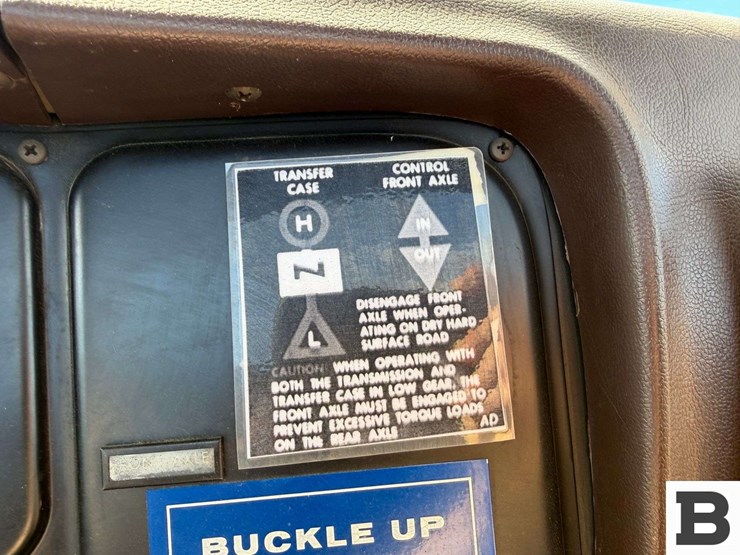 TRANSFER CASE
CONTROL FRONT AXLE
H
N
L
IN
OUT
DISENGAGE FRONT
AXLE WHEN OPER-
ATING ON DRY HARD-
SURFACE ROAD
CAUTION: WHEN OPERATING WITH
BOTH THE TRANSMISSION AND
TRANSFER CASE IN LOW GEAR, THE
FRONT AXLE MUST BE ENGAGED TO
PREVENT EXCESSIVE TORQUE LOADS
ON THE REAR AXLE
AD
BUCKLE UP
B